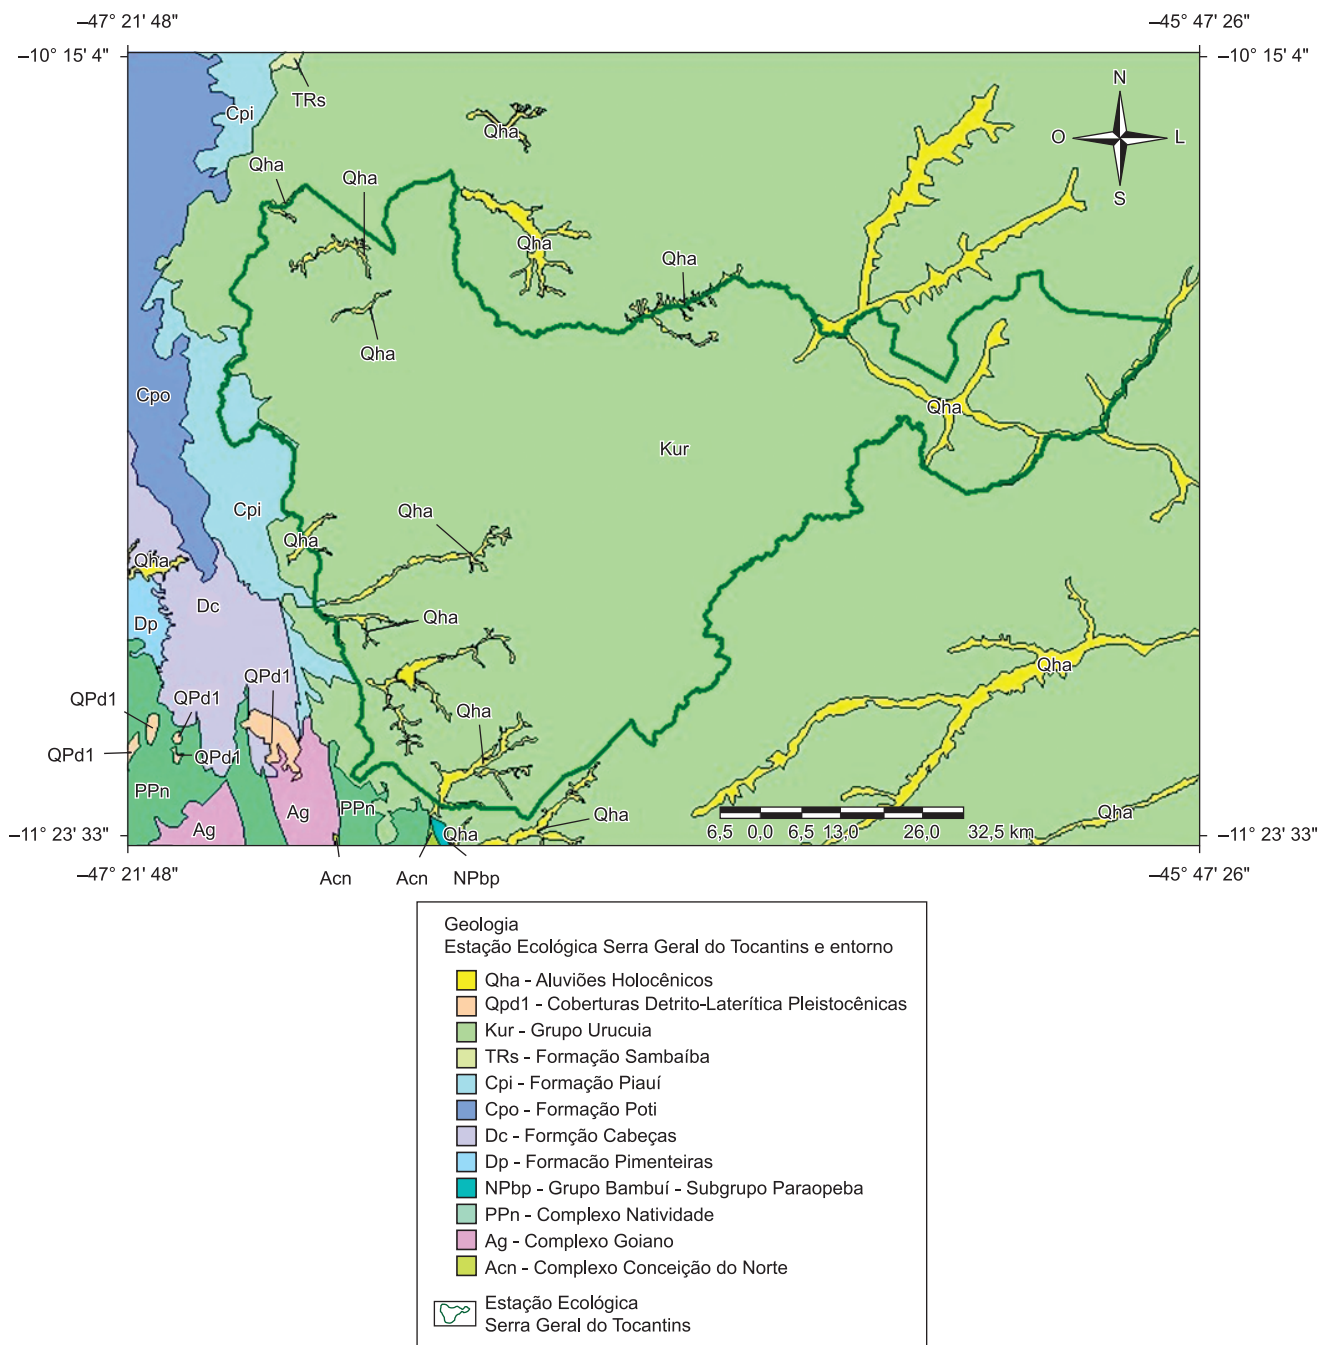 –47° 21' 48"
–45° 47' 26"
–10° 15' 4"
–10° 15' 4"
N
O
L
S
Cpi
TRs
Qha
Qha
Qha
Qha
Qha
Qha
Cpo
Qha
Kur
Cpi
Qha
Qha
Qha
Dc
Dp
Qha
QPd1
QPd1
QPd1
QPd1
QPd1
Qha
Qha
PPn
Ag
Ag
PPn
Qha
Qha
Qha
6,5
0,0
6,5
13,0
26,0
32,5 km
–11° 23' 33"
–11° 23' 33"
–47° 21' 48"
–45° 47' 26"
Acn
Acn
NPbp
Geologia
Estação Ecológica Serra Geral do Tocantins e entorno
Qha - Aluviões Holocênicos
Qpd1 - Coberturas Detrito-Laterítica Pleistocênicas
Kur - Grupo Urucuia
TRs - Formação Sambaíba
Cpi - Formação Piauí
Cpo - Formação Poti
Dc - Formção Cabeças
Dp - Formacão Pimenteiras
NPbp - Grupo Bambuí - Subgrupo Paraopeba
PPn - Complexo Natividade
Ag - Complexo Goiano
Acn - Complexo Conceição do Norte
Estação Ecológica
Serra Geral do Tocantins